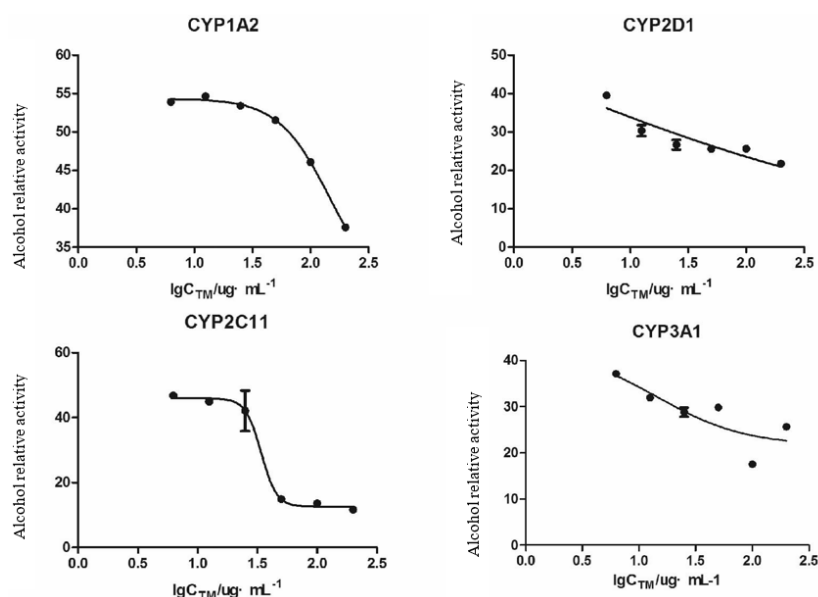 CYP1A2
Alcohol relative activity
60
55
50
45
40
35
0.0 0.5 1.0 1.5 2.0 2.5
lgC_TM/ug· mL⁻¹
CYP2D1
Alcohol relative activity
50
40
30
20
10
0
0.0 0.5 1.0 1.5 2.0 2.5
lgC_TM/ug· mL⁻¹
CYP2C11
Alcohol relative activity
60
40
20
0
0.0 0.5 1.0 1.5 2.0 2.5
lgC_TM/ug· mL⁻¹
CYP3A1
Alcohol relative activity
40
30
20
10
0
0.0 0.5 1.0 1.5 2.0 2.5
lgC_TM/ug· mL-1